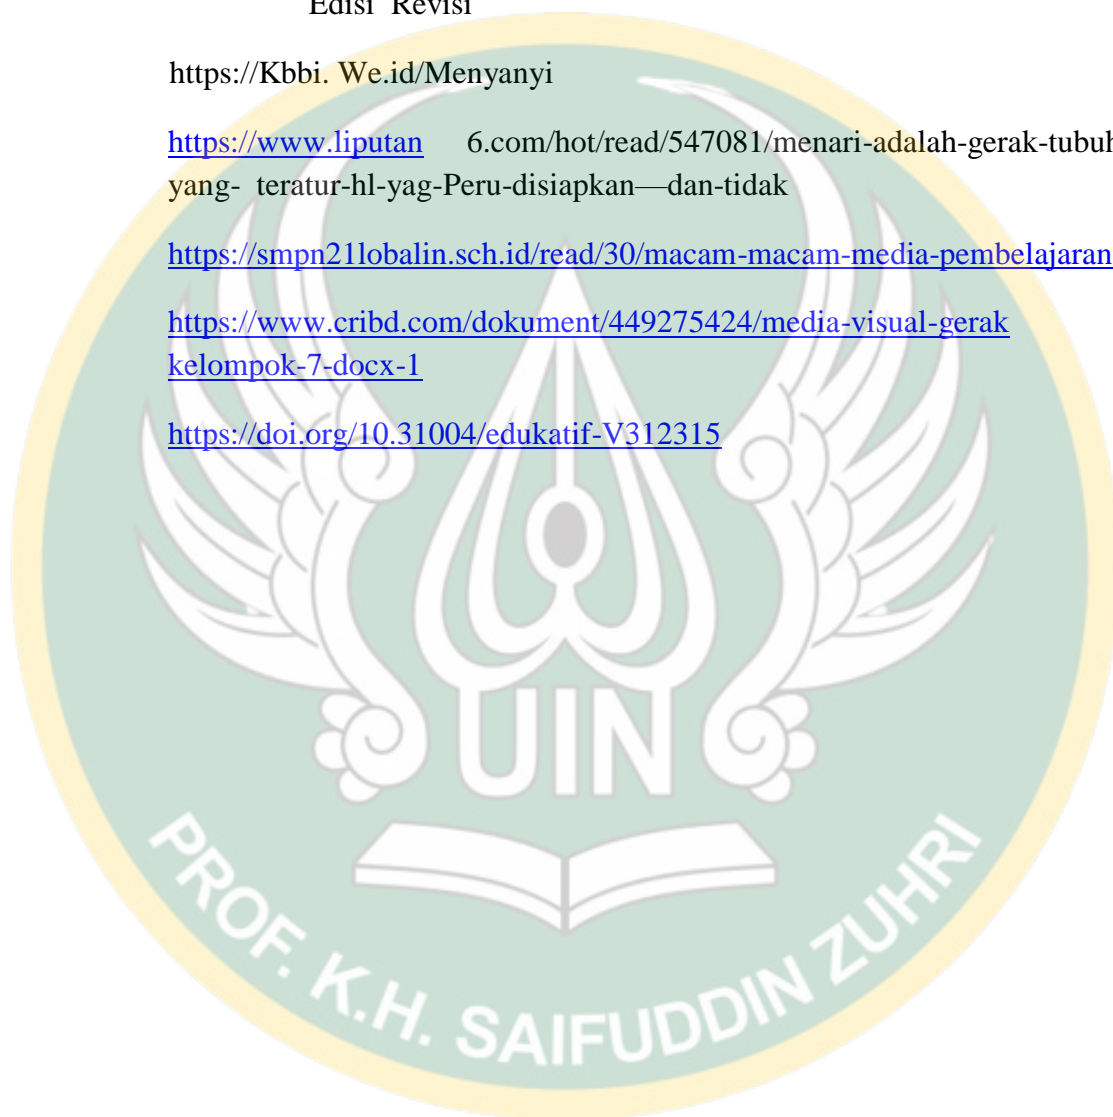 Edisi Revisi
https://Kbbi. We.id/Menyanyi
https://www.liputan 6.com/hot/read/547081/menari-adalah-gerak-tubuh
yang- teratur-hl-yag-Peru-disiapkan—dan-tidak
https://smpn21lobalin.sch.id/read/30/macam-macam-media-pembelajaran
https://www.cribd.com/dokument/449275424/media-visual-gerak
kelompok-7-docx-1
https://doi.org/10.31004/edukatif-V312315
UIN
PROF. K.H. SAIFUDDIN ZUHRI